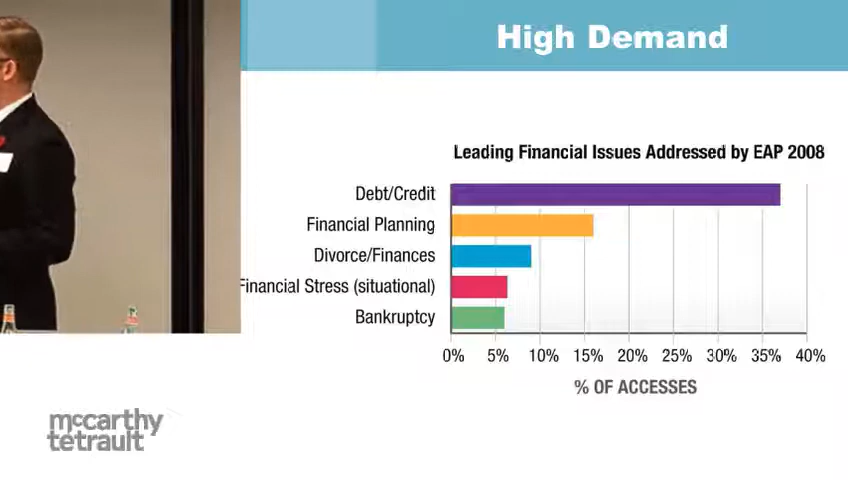 High Demand
Leading Financial Issues Addressed by EAP 2008
Debt/Credit
Financial Planning
Divorce/Finances
Financial Stress (situational)
Bankruptcy
0% 5% 10% 15% 20% 25% 30% 35% 40%
% OF ACCESSES
mccarthy
tetrault